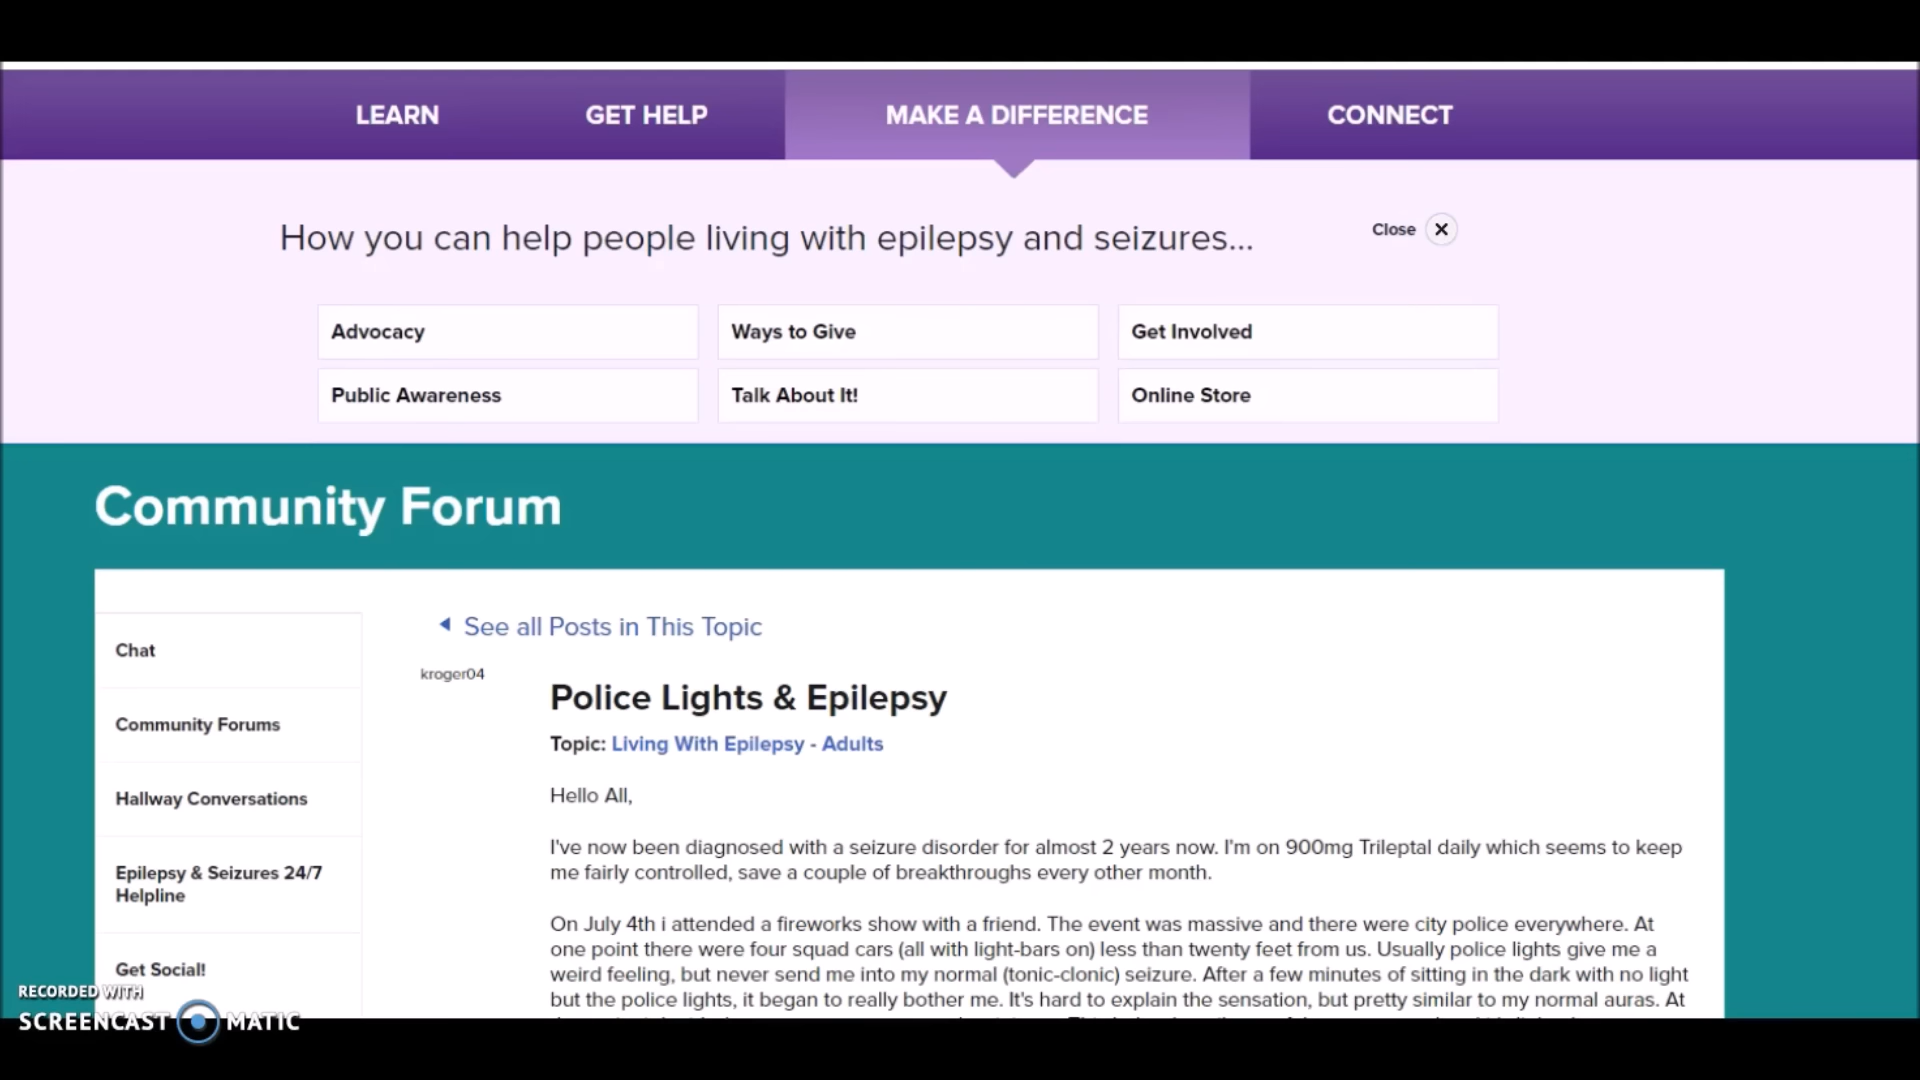 LEARN
GET HELP
MAKE A DIFFERENCE
CONNECT
How you can help people living with epilepsy and seizures...
Close
Advocacy
Ways to Give
Get Involved
Public Awareness
Talk About It!
Online Store
Community Forum
Chat
Community Forums
Hallway Conversations
Epilepsy & Seizures 24/7
Helpline
Get Social!
See all Posts in This Topic
kroger04
Police Lights & Epilepsy
Topic: Living With Epilepsy - Adults
Hello All,
I've now been diagnosed with a seizure disorder for almost 2 years now. I'm on 900mg Trileptal daily which seems to keep
me fairly controlled, save a couple of breakthroughs every other month.
On July 4th i attended a fireworks show with a friend. The event was massive and there were city police everywhere. At
one point there were four squad cars (all with light-bars on) less than twenty feet from us. Usually police lights give me a
weird feeling, but never send me into my normal (tonic-clonic) seizure. After a few minutes of sitting in the dark with no light
but the police lights, it began to really bother me. It's hard to explain the sensation, but pretty similar to my normal auras. At
RECORDED WITH
SCREENCAST MATIC